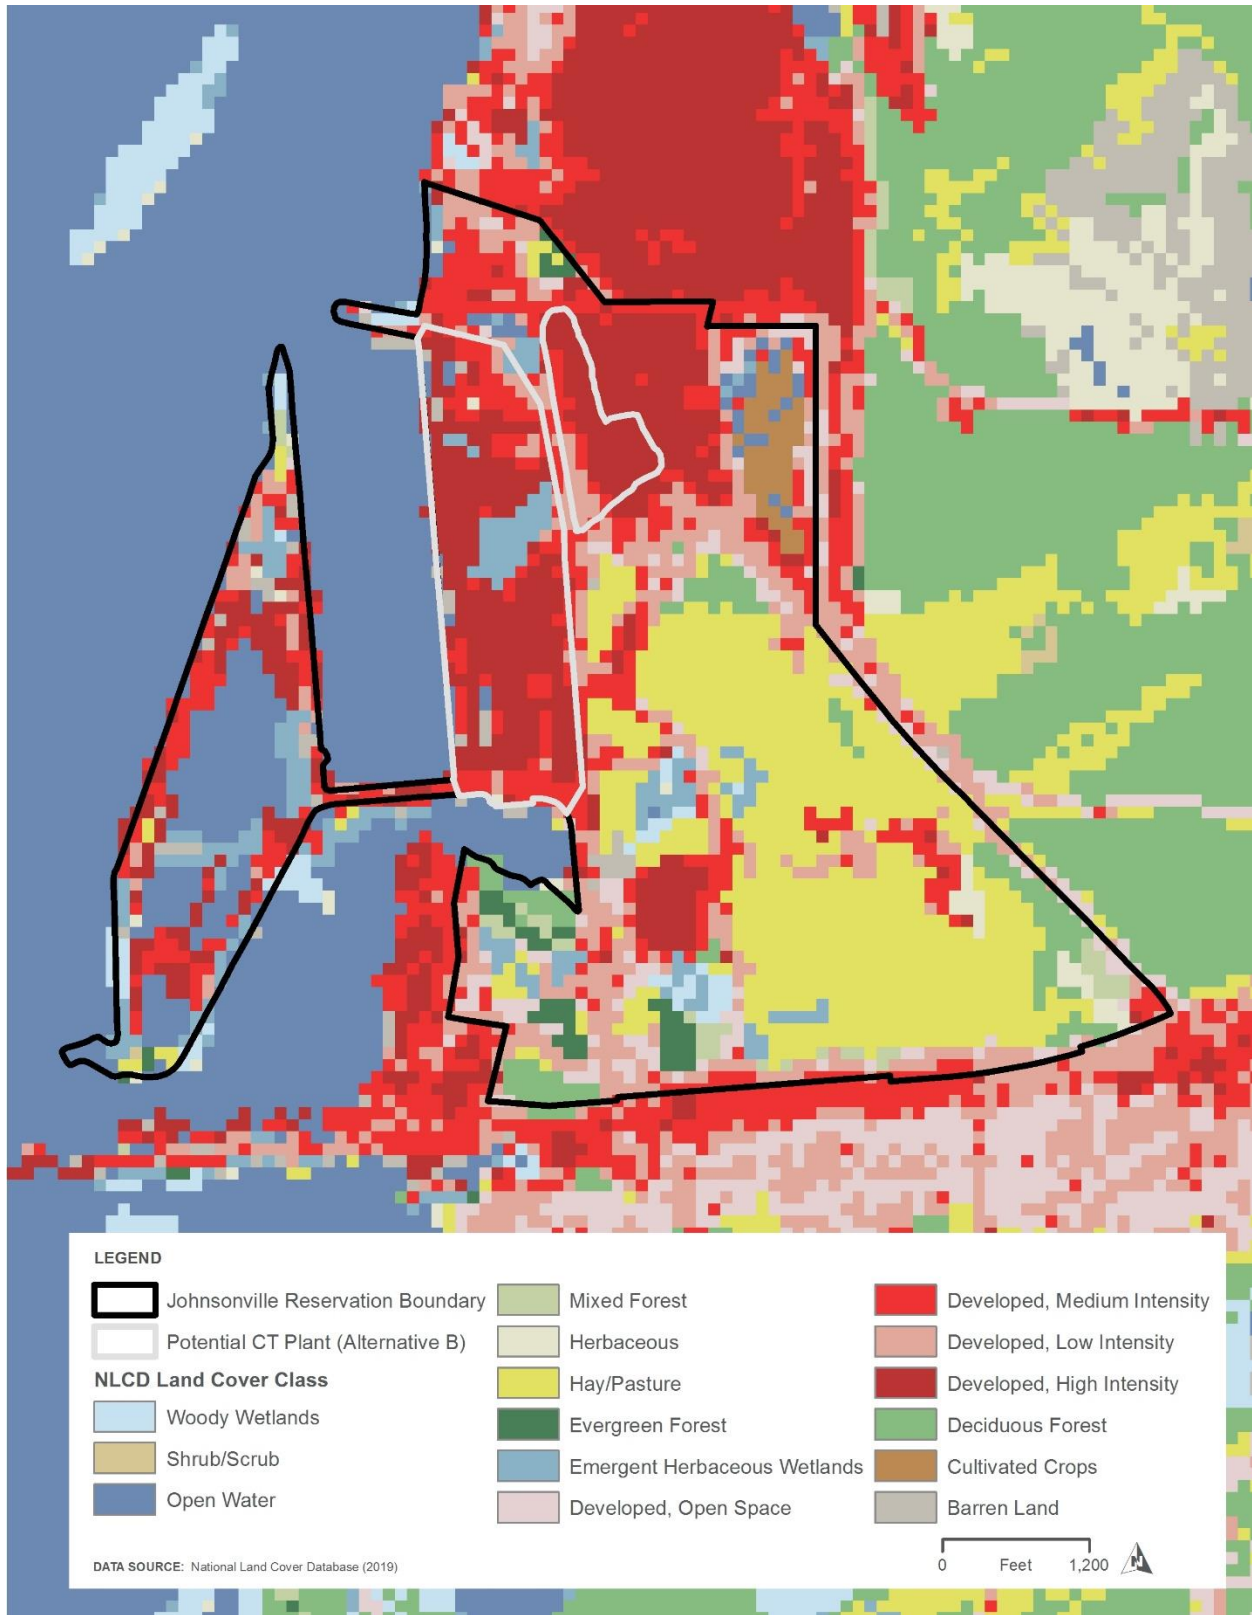 LEGEND
Johnsonville Reservation Boundary
Potential CT Plant (Alternative B)
NLCD Land Cover Class
Woody Wetlands
Shrub/Scrub
Open Water
Mixed Forest
Herbaceous
Hay/Pasture
Evergreen Forest
Emergent Herbaceous Wetlands
Developed, Open Space
Developed, Medium Intensity
Developed, Low Intensity
Developed, High Intensity
Deciduous Forest
Cultivated Crops
Barren Land
DATA SOURCE: National Land Cover Database (2019)
0 Feet 1,200
N